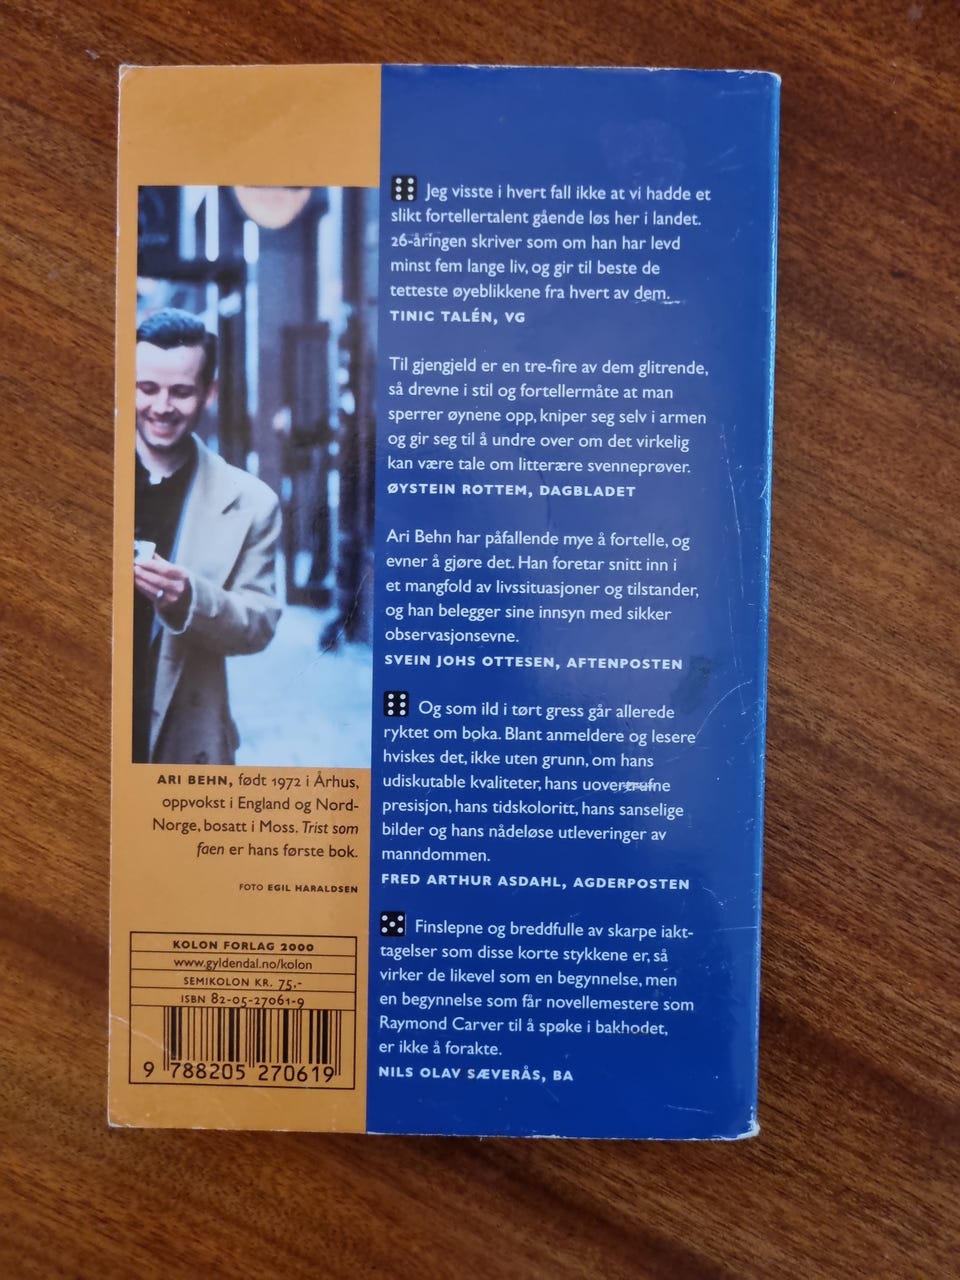 Jeg visste i hvert fall ikke at vi hadde et
slikt fortellertalent gående løs her i landet.
26-åringen skriver som om han har levd
minst fem lange liv, og gir til beste de
tetteste øyeblikkene fra hvert av dem.
TINIC TALÉN, VG
Til gjengjeld er en tre-fire av dem glitrende,
så drevne i stil og fortellermåte at man
sperrer øynene opp, kniper seg selv i armen
og gir seg til å undre over om det virkelig
kan være tale om litterære svenneprøver.
ØYSTEIN ROTTEM, DAGBLADET
Ari Behn har påfallende mye å fortelle, og
evner å gjøre det. Han foretar snitt inn i
et mangfold av livssituasjoner og tilstander,
og han belegger sine innsyn med sikker
observasjonsevne.
SVEIN JOHS OTTESEN, AFTENPOSTEN
Og som ild i tørt gress går allerede
ryktet om boka. Blant anmeldere og lesere
hviskes det, ikke uten grunn, om hans
udiskutable kvaliteter, hans uovertrufne
presisjon, hans tidskoloritt, hans sanselige
bilder og hans nådeløse utleveringer av
manndommen.
FRED ARTHUR ASDAHL, AGDERPOSTEN
Finslepne og breddfulle av skarpe iakt-
tagelser som disse korte stykkene er, så
virker de likevel som en begynnelse, men
en begynnelse som får novellemestere som
Raymond Carver til å spøke i bakhodet,
er ikke å forakte.
NILS OLAV SÆVERÅS, BA
ARI BEHN, født 1972 i Århus,
oppvokst i England og Nord-
Norge, bosatt i Moss. Trist som
faen er hans første bok.
FOTO EGIL HARALDSEN
KOLON FORLAG 2000
www.gyldendal.no/kolon
SEMIKOLON KR. 75,-
ISBN 82-05-27061-9
9 788205 270619